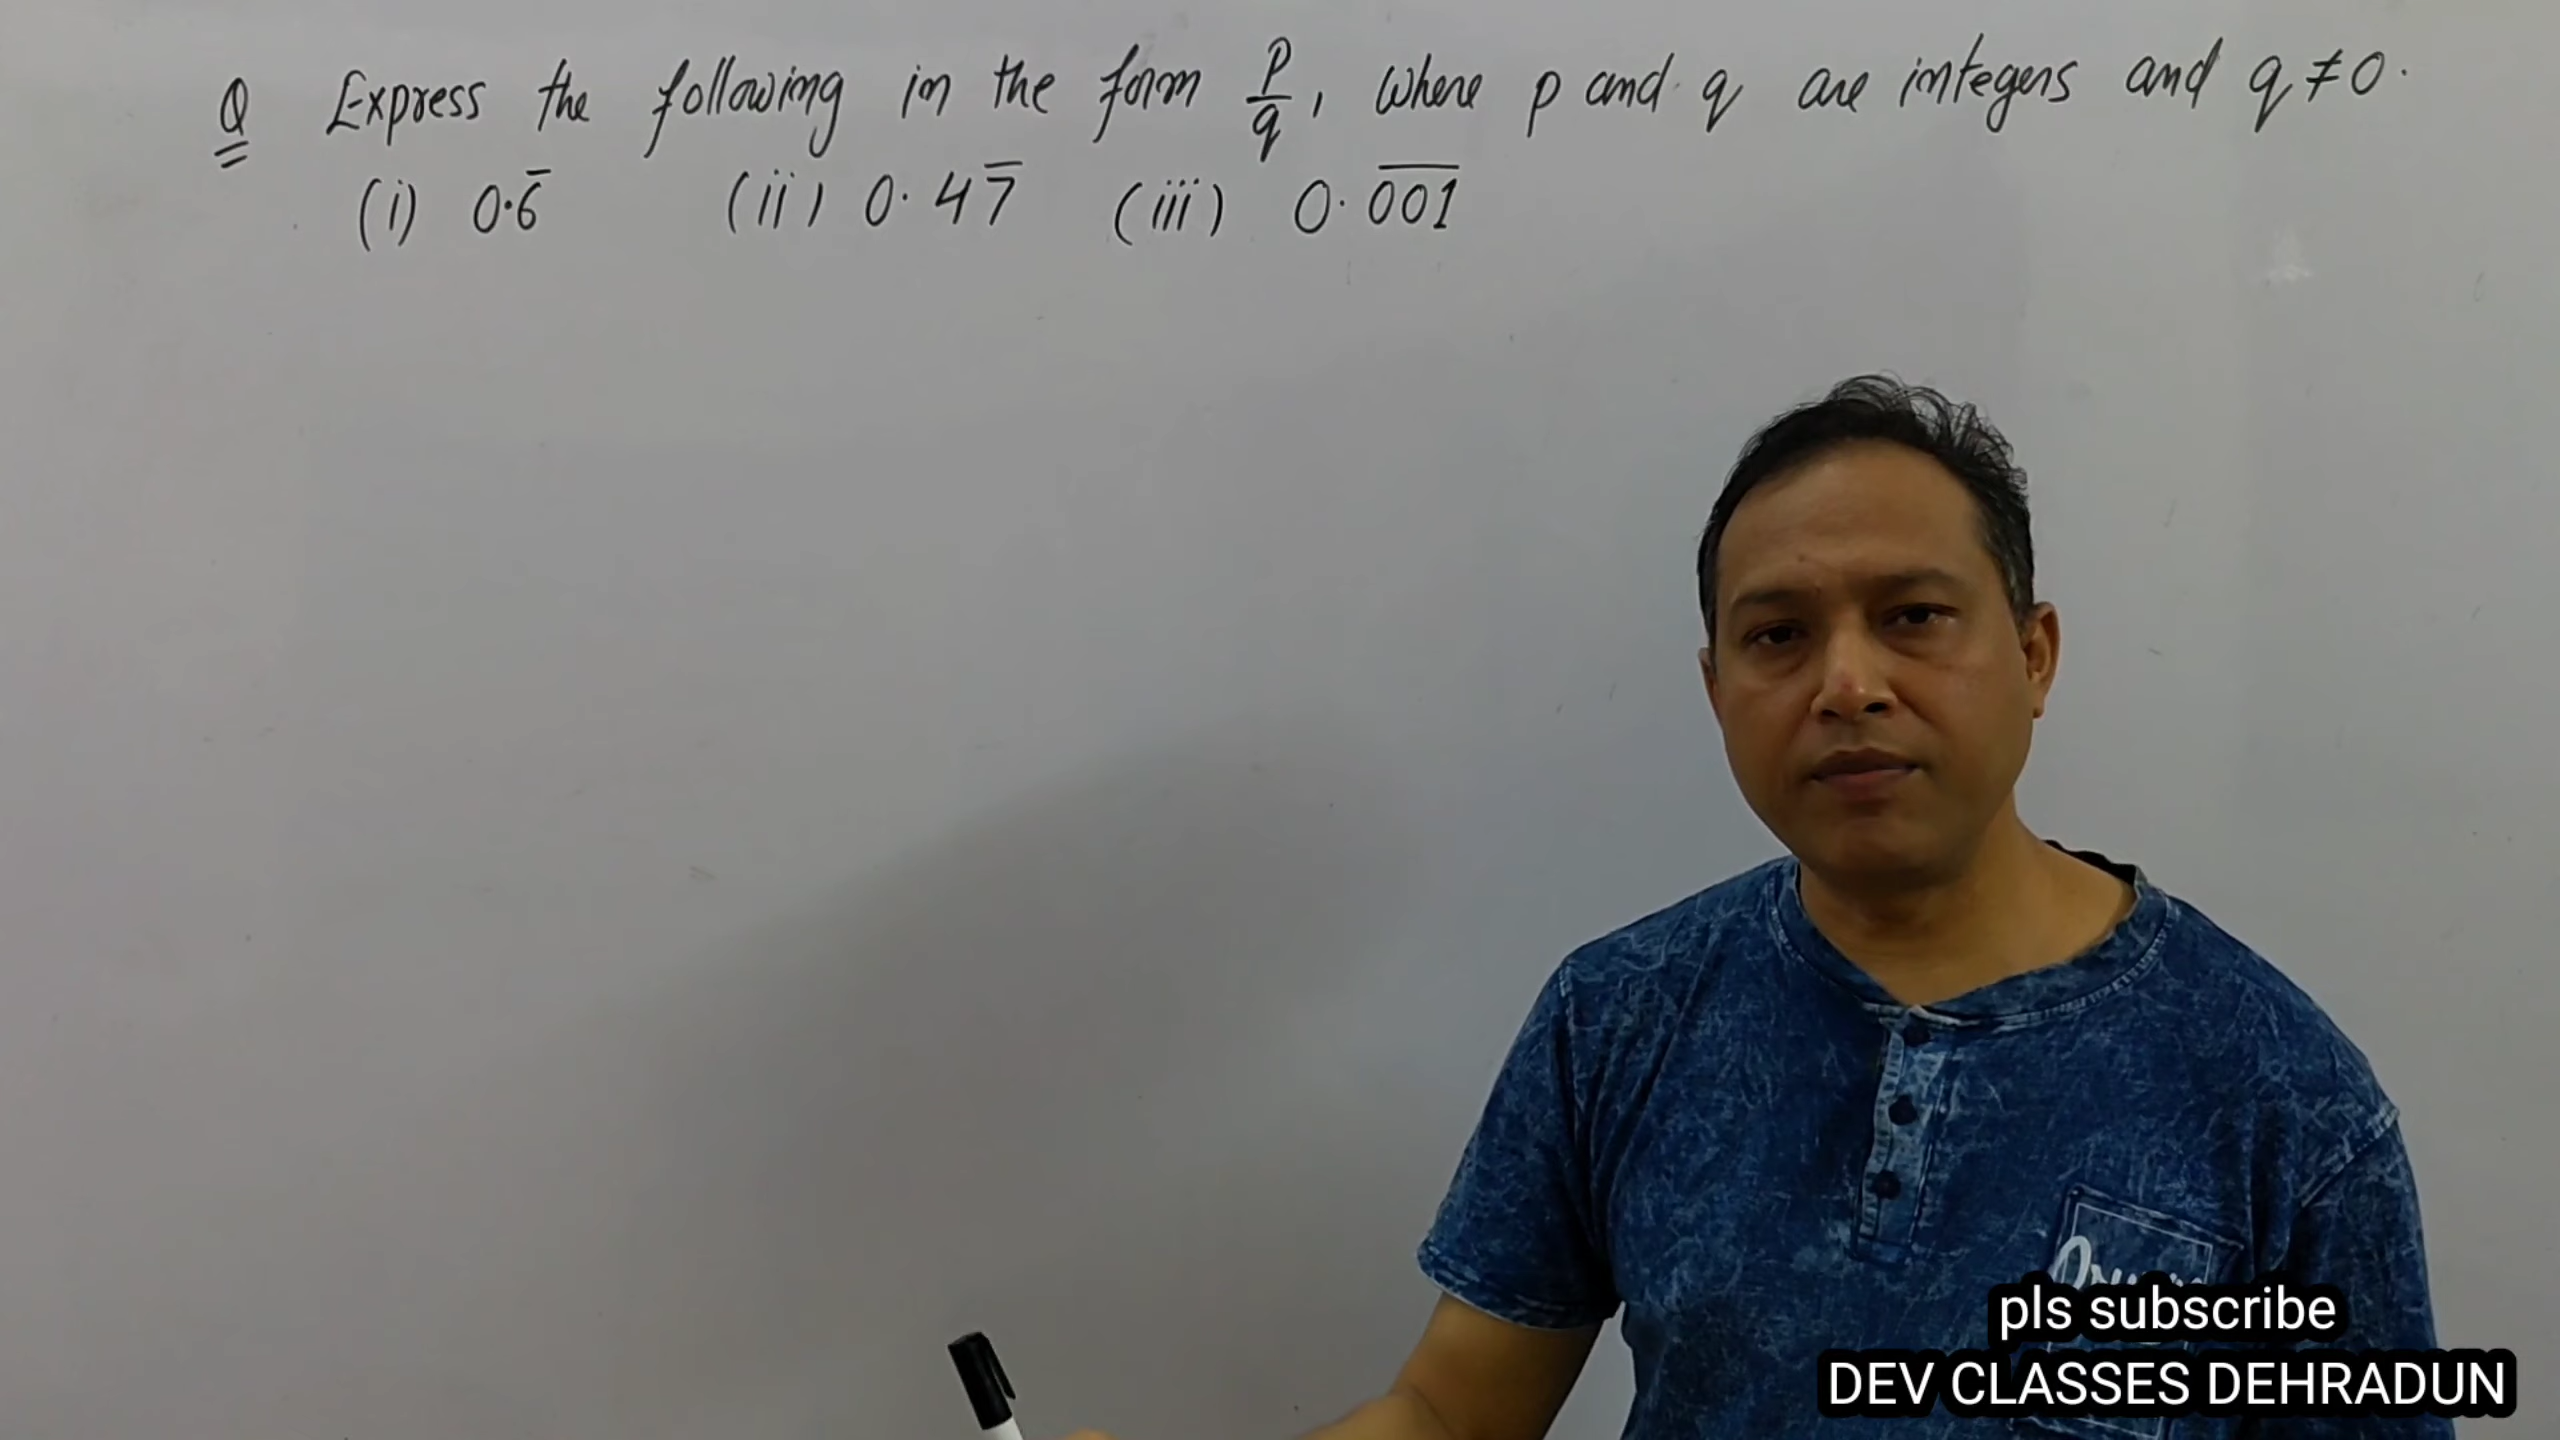 Q Express the following in the form p/q, where p and q are integers and q ≠ 0.
(i) 0.6̅ (ii) 0.47̅ (iii) 0.0̅0̅1̅
pls subscribe
DEV CLASSES DEHRADUN